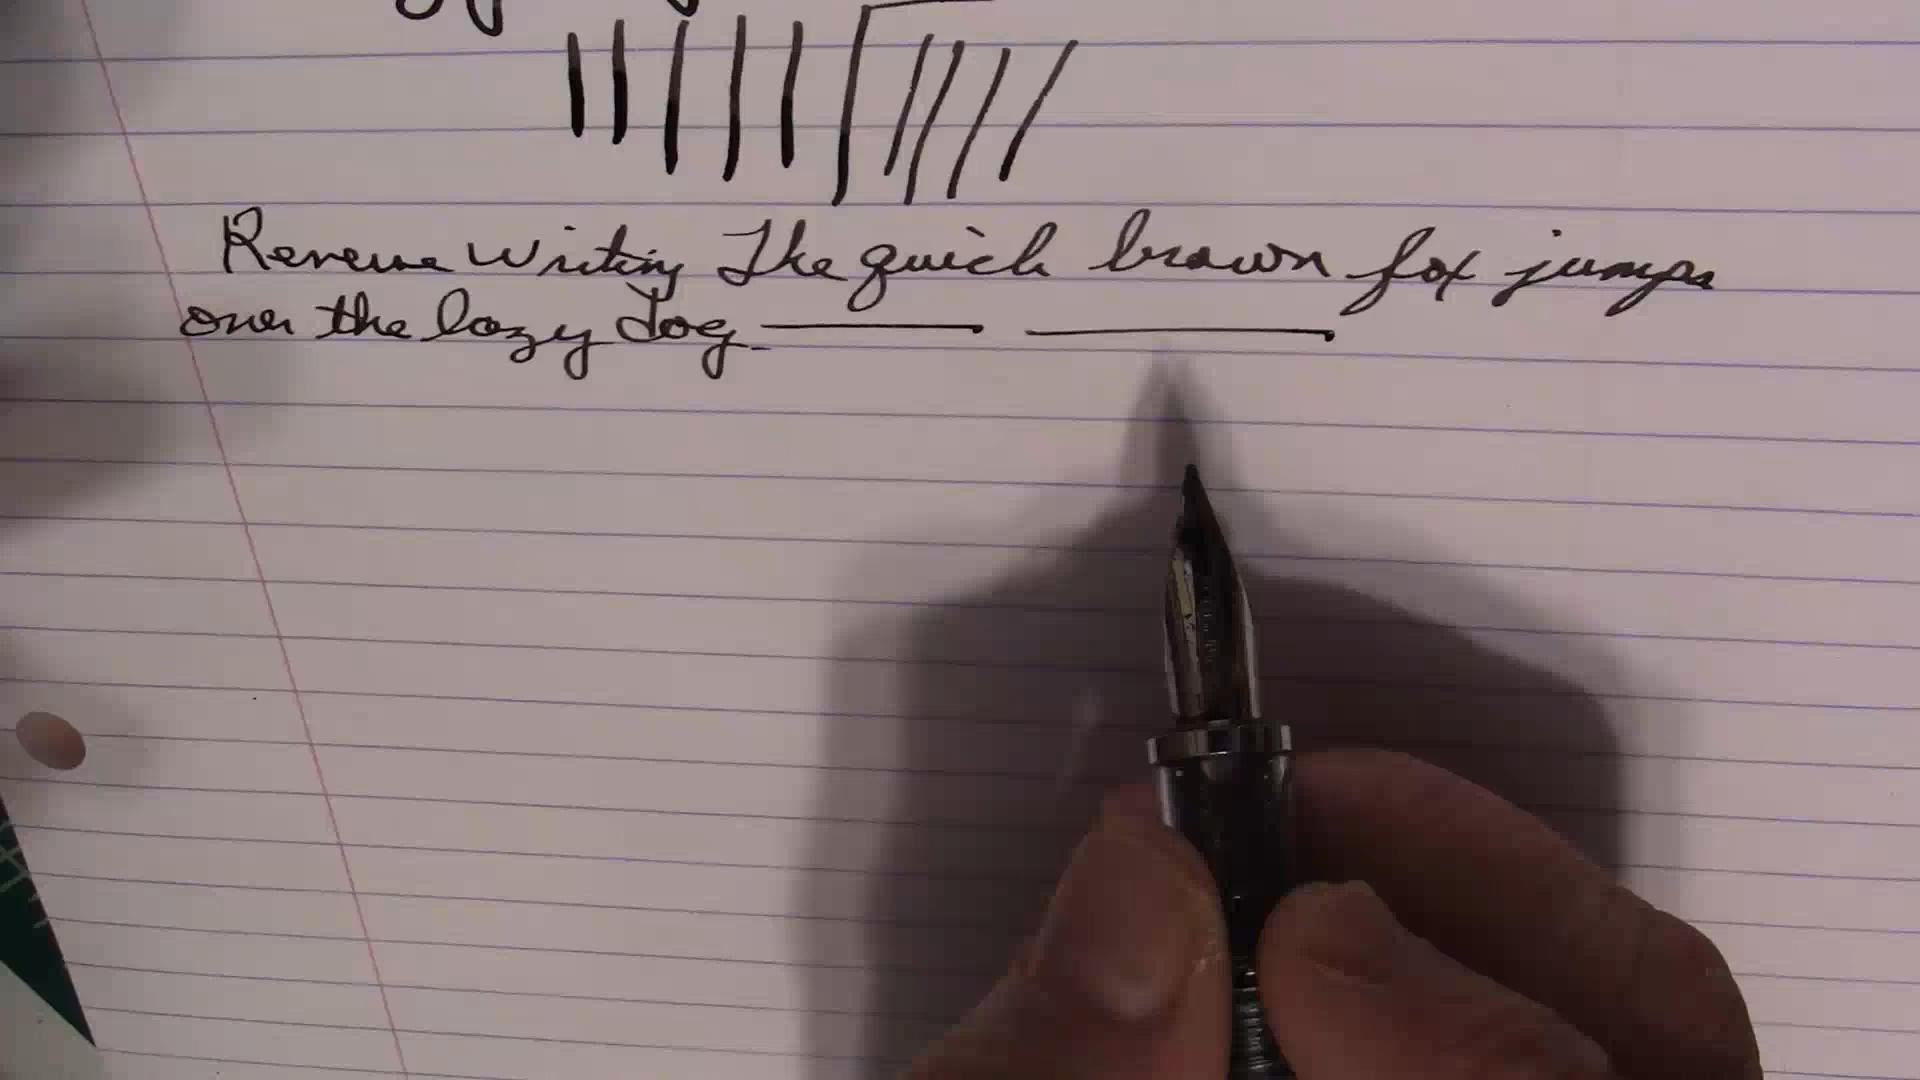 Reverse Writing The quick brown fox jumps
over the lazy dog.